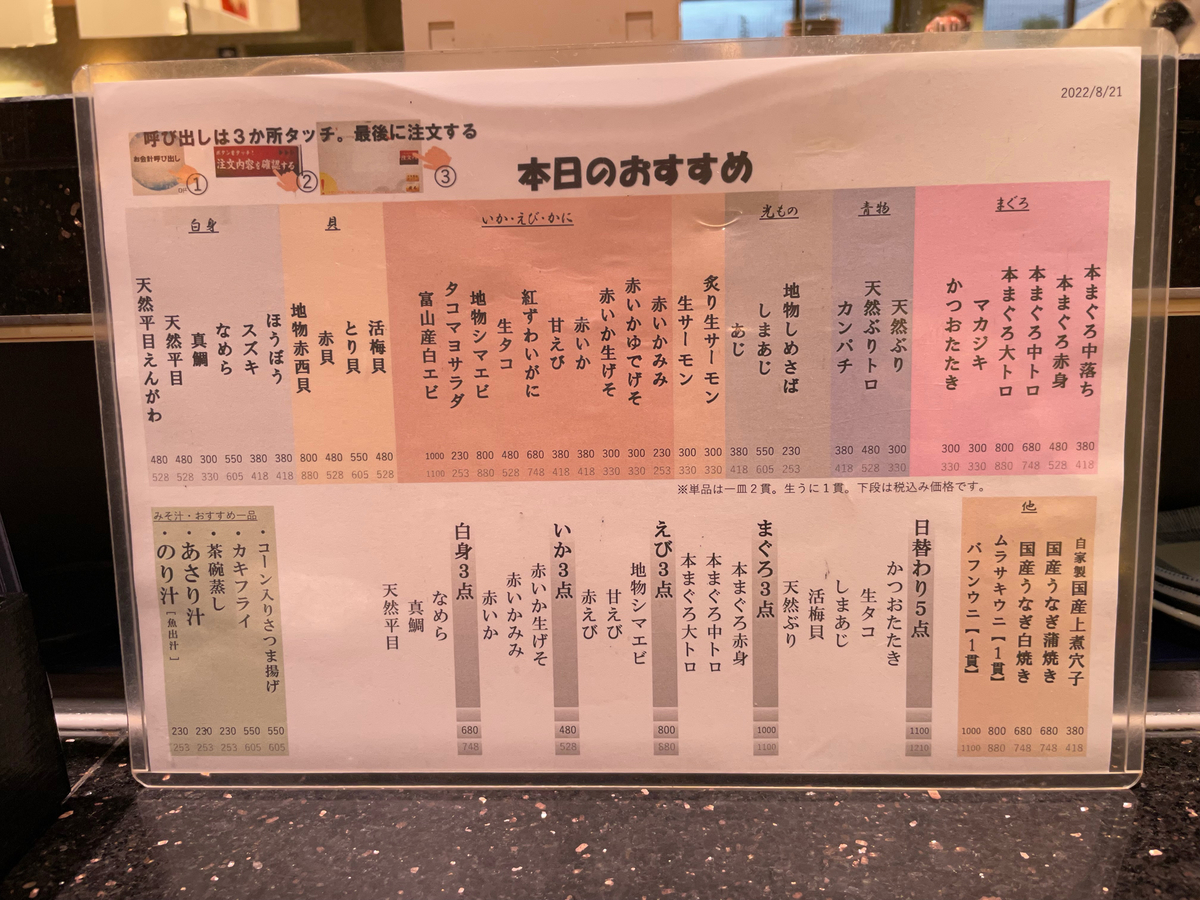 2022/8/21
呼び出しは３か所タッチ。最後に注文する
お会計呼び出し
①
注文内容を確認する
②
③
本日のおすすめ
まぐろ
本まぐろ中落ち 380 418
本まぐろ赤身 480 528
本まぐろ中トロ 680 748
本まぐろ大トロ 800 880
マカジキ 300 330
かつおたたき 300 330
青物
天然ぶり 300 330
天然ぶりトロ 480 528
カンパチ 380 418
光もの
地物しめさば 230 253
しまあじ 550 605
あじ 380 418
炙り生サーモン 300 330
生サーモン 300 330
いか・えび・かに
赤いかみみ 230 253
赤いかゆでげそ 300 330
赤いか生げそ 300 330
赤いか 380 418
甘えび 380 418
紅ずわいがに 680 748
生タコ 480 528
地物シマエビ 800 880
タコマヨサラダ 230 253
富山産白エビ 1000 1100
貝
活梅貝 480 528
とり貝 550 605
赤貝 480 528
地物赤西貝 800 880
白身
ほうぼう 380 418
スズキ 380 418
なめら 550 605
真鯛 300 330
天然平目 480 528
天然平目えんがわ 480 528
※単品は一皿２貫。生うに１貫。下段は税込み価格です。
他
自家製国産上煮穴子 380 418
国産うなぎ蒲焼き 680 748
国産うなぎ白焼き 680 748
ムラサキウニ【１貫】 800 880
バフンウニ【１貫】 1000 1100
日替わり５点 1100 1210
かつおたたき
生タコ
しまあじ
活梅貝
天然ぶり
まぐろ３点 1000 1100
本まぐろ赤身
本まぐろ中トロ
本まぐろ大トロ
えび３点 800 880
地物シマエビ
甘えび
赤えび
いか３点 480 528
赤いか生げそ
赤いかみみ
赤いか
白身３点 680 748
なめら
真鯛
天然平目
みそ汁・おすすめ一品
・コーン入りさつま揚げ 550 605
・カキフライ 550 605
・茶碗蒸し 230 253
・あさり汁 230 253
・のり汁［魚出汁］ 230 253